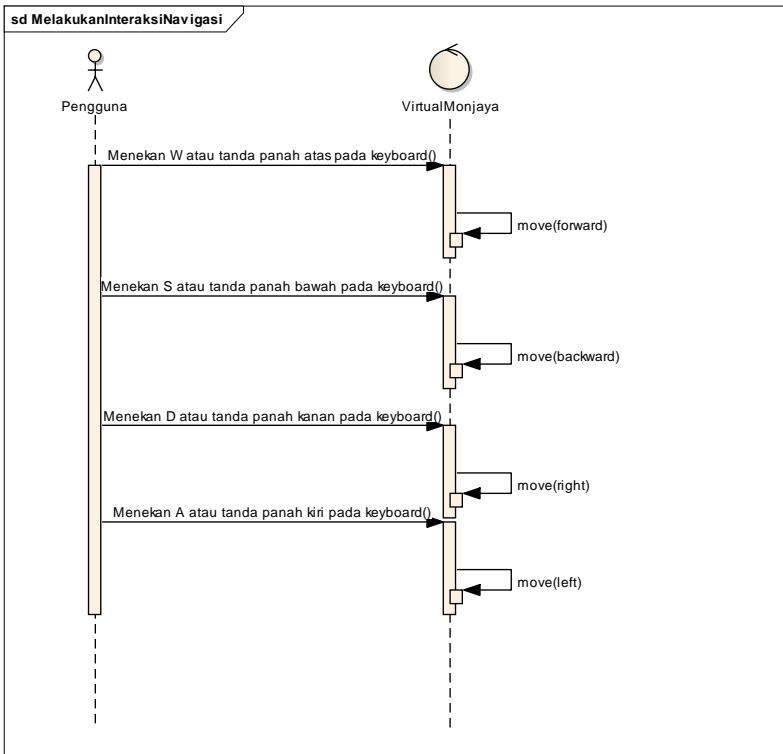 sd MelakukanInteraksiNavigasi
Pengguna
VirtualMonjaya
Menekan W atau tanda panah atas pada keyboard()
move(forward)
Menekan S atau tanda panah bawah pada keyboard()
move(backward)
Menekan D atau tanda panah kanan pada keyboard()
move(right)
Menekan A atau tanda panah kiri pada keyboard()
move(left)